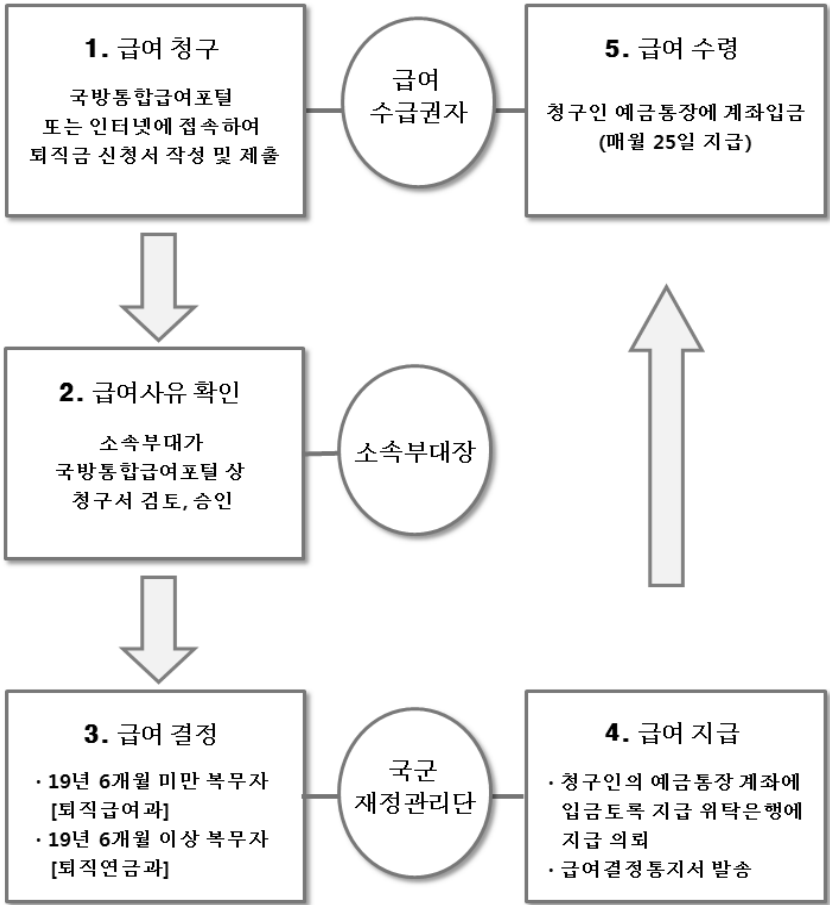 1. 급여 청구
국방통합급여포털
또는 인터넷에 접속하여
퇴직금 신청서 작성 및 제출
급여
수급권자
5. 급여 수령
청구인 예금통장에 계좌입금
(매월 25일 지급)
2. 급여사유 확인
소속부대가
국방통합급여포털 상
청구서 검토, 승인
소속부대장
3. 급여 결정
· 19년 6개월 미만 복무자
[퇴직급여과]
· 19년 6개월 이상 복무자
[퇴직연금과]
국군
재정관리단
4. 급여 지급
· 청구인의 예금통장 계좌에
입금토록 지급 위탁은행에
지급 의뢰
· 급여결정통지서 발송